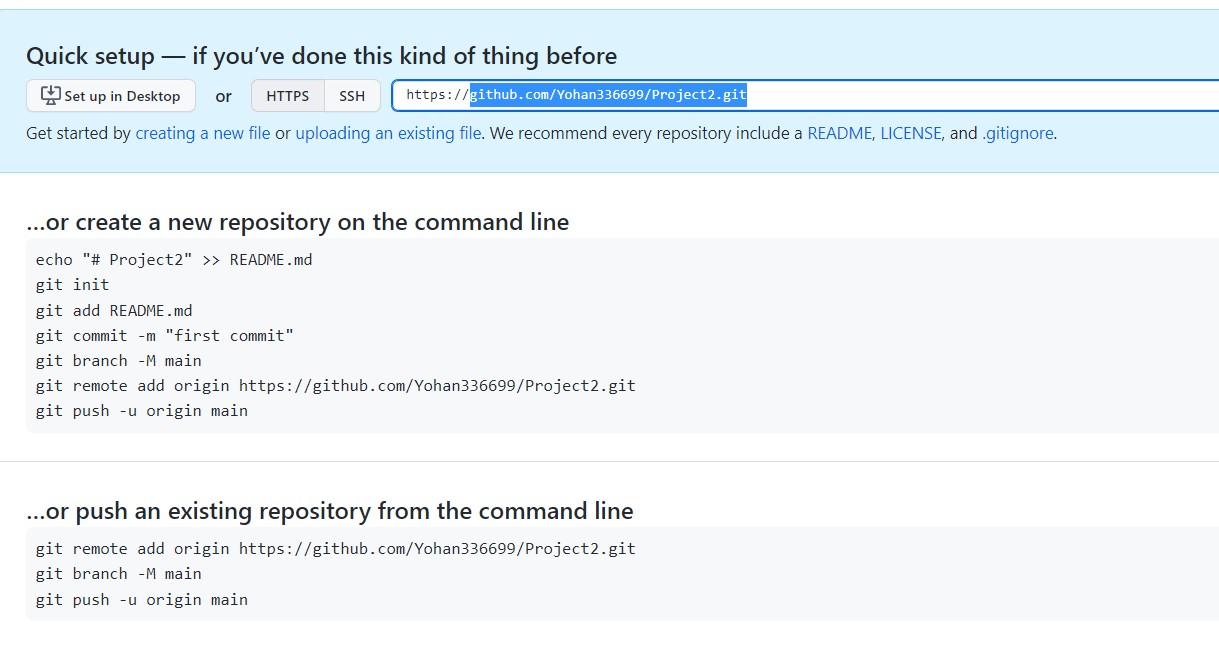 Quick setup — if you’ve done this kind of thing before
Set up in Desktop or HTTPS SSH https://github.com/Yohan336699/Project2.git
Get started by creating a new file or uploading an existing file. We recommend every repository include a README, LICENSE, and .gitignore.
...or create a new repository on the command line
echo "# Project2" >> README.md
git init
git add README.md
git commit -m "first commit"
git branch -M main
git remote add origin https://github.com/Yohan336699/Project2.git
git push -u origin main
...or push an existing repository from the command line
git remote add origin https://github.com/Yohan336699/Project2.git
git branch -M main
git push -u origin main